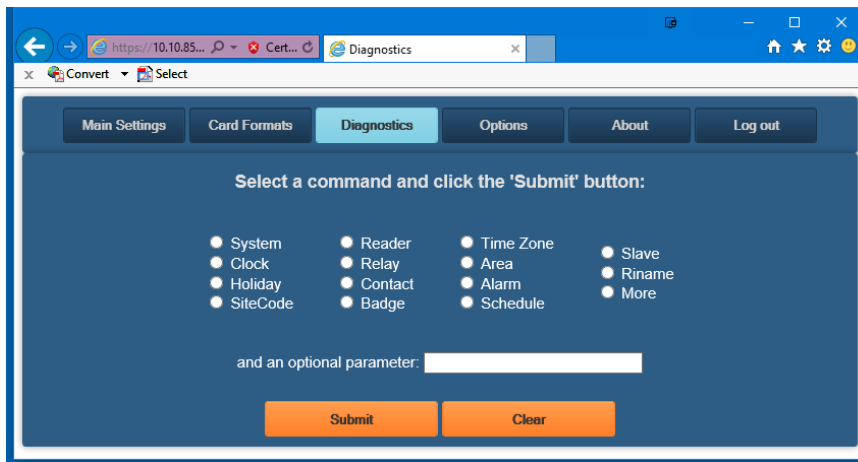 https://10.10.85... Cert... Diagnostics
x Convert Select
Main Settings Card Formats Diagnostics Options About Log out
Select a command and click the 'Submit' button:
System Reader Time Zone Slave
Clock Relay Area Riname
Holiday Contact Alarm More
SiteCode Badge Schedule
and an optional parameter:
Submit Clear